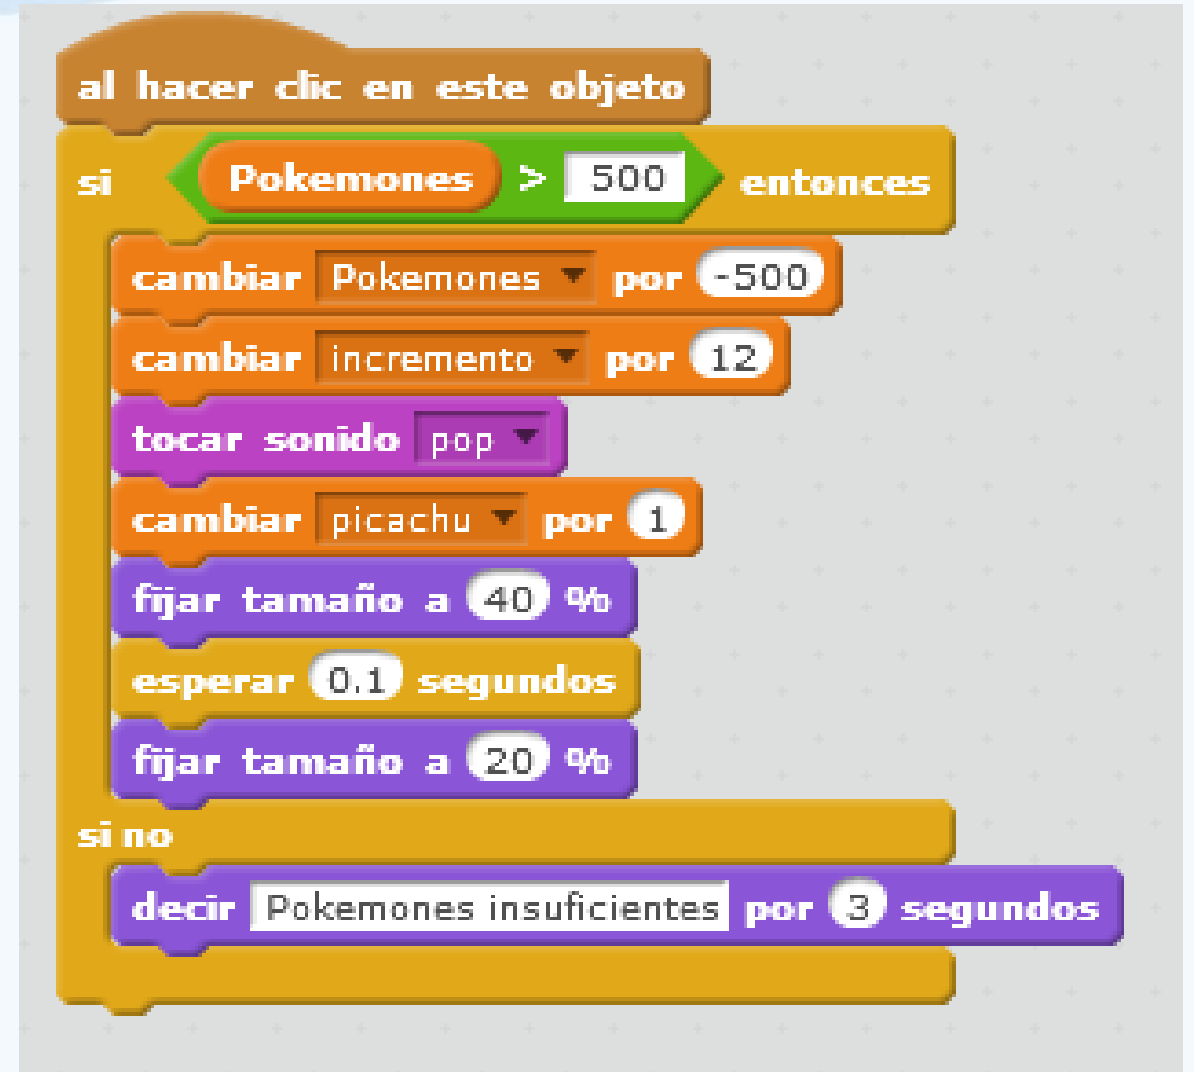 al hacer clic en este objeto
si Pokemones > 500 entonces
cambiar Pokemones por -500
cambiar incremento por 12
tocar sonido pop
cambiar picachu por 1
fijar tamaño a 40 %
esperar 0.1 segundos
fijar tamaño a 20 %
si no
decir Pokemones insuficientes por 3 segundos